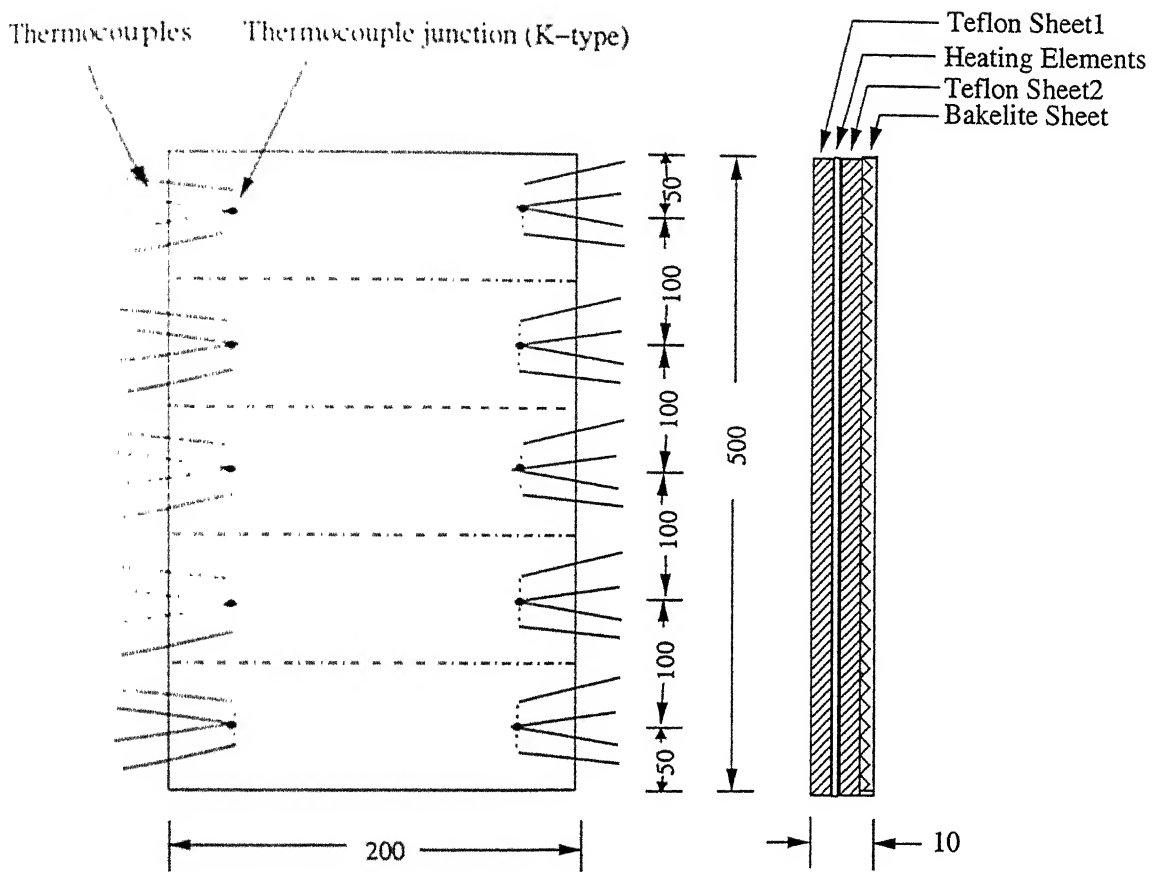 Thermocouples
Thermocouple junction (K-type)
Teflon Sheet1
Heating Elements
Teflon Sheet2
Bakelite Sheet
50
100
100
100
100
50
500
200
10